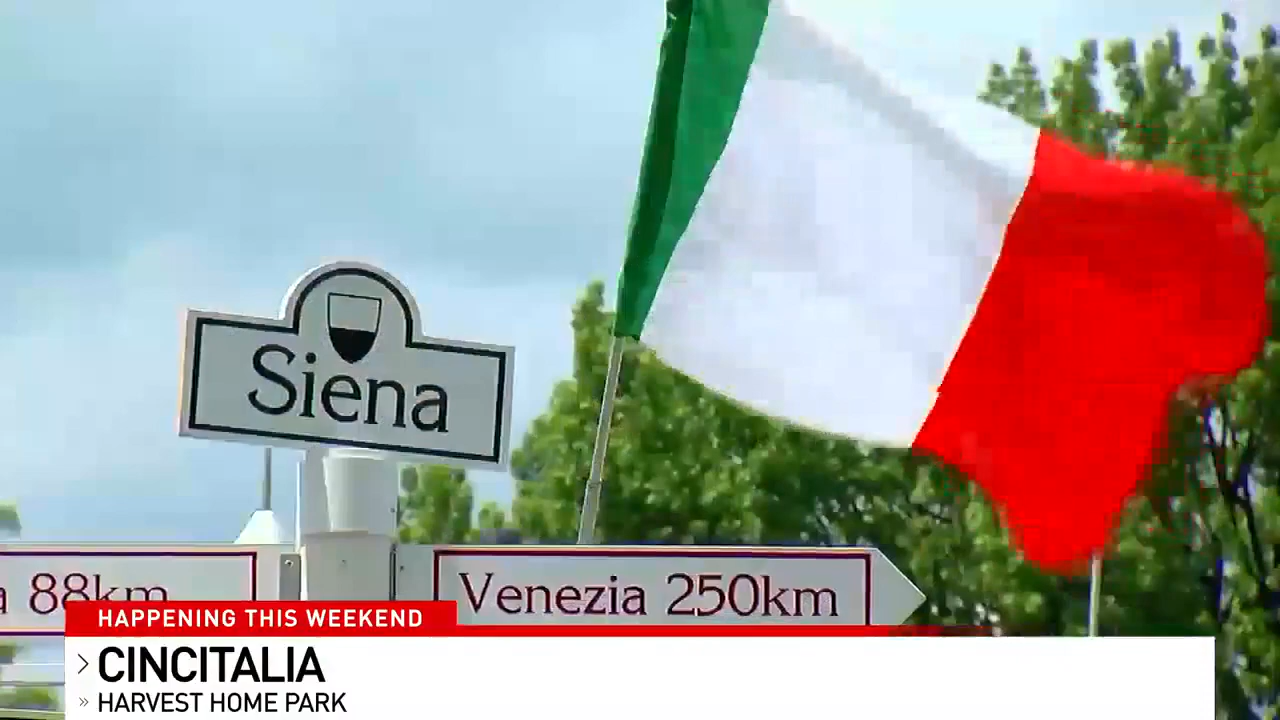 Siena
88km
Venezia 250km
HAPPENING THIS WEEKEND
CINCITALIA
HARVEST HOME PARK